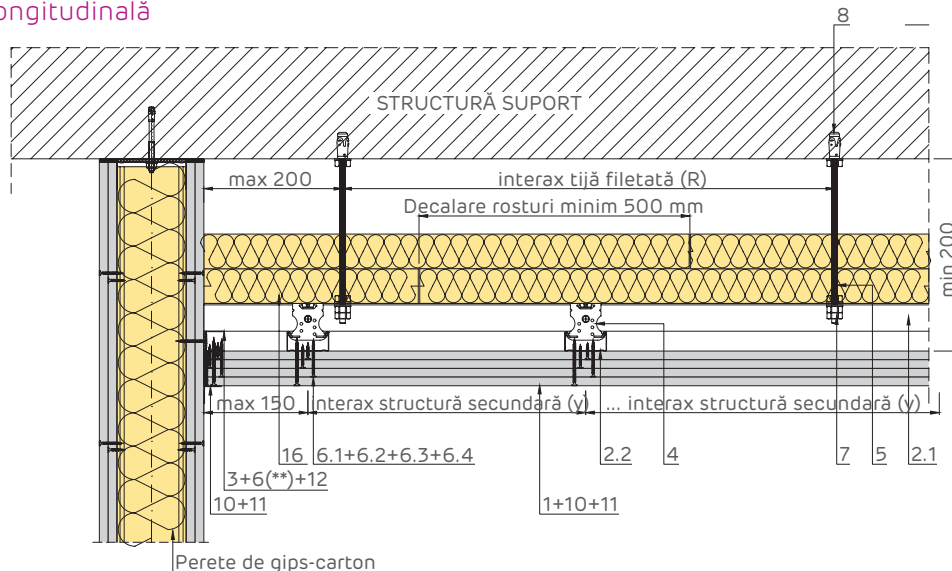 ongitudinală
8
STRUCTURĂ SUPORT
max 200
interax tijă filetată (R)
Decalare rosturi minim 500 mm
min 200
max 150
interax structură secundară (y)
... interax structură secundară (y)
16
6.1+6.2+6.3+6.4
2.2
4
7
5
2.1
3+6(**)+12
10+11
1+10+11
Perete de gips-carton